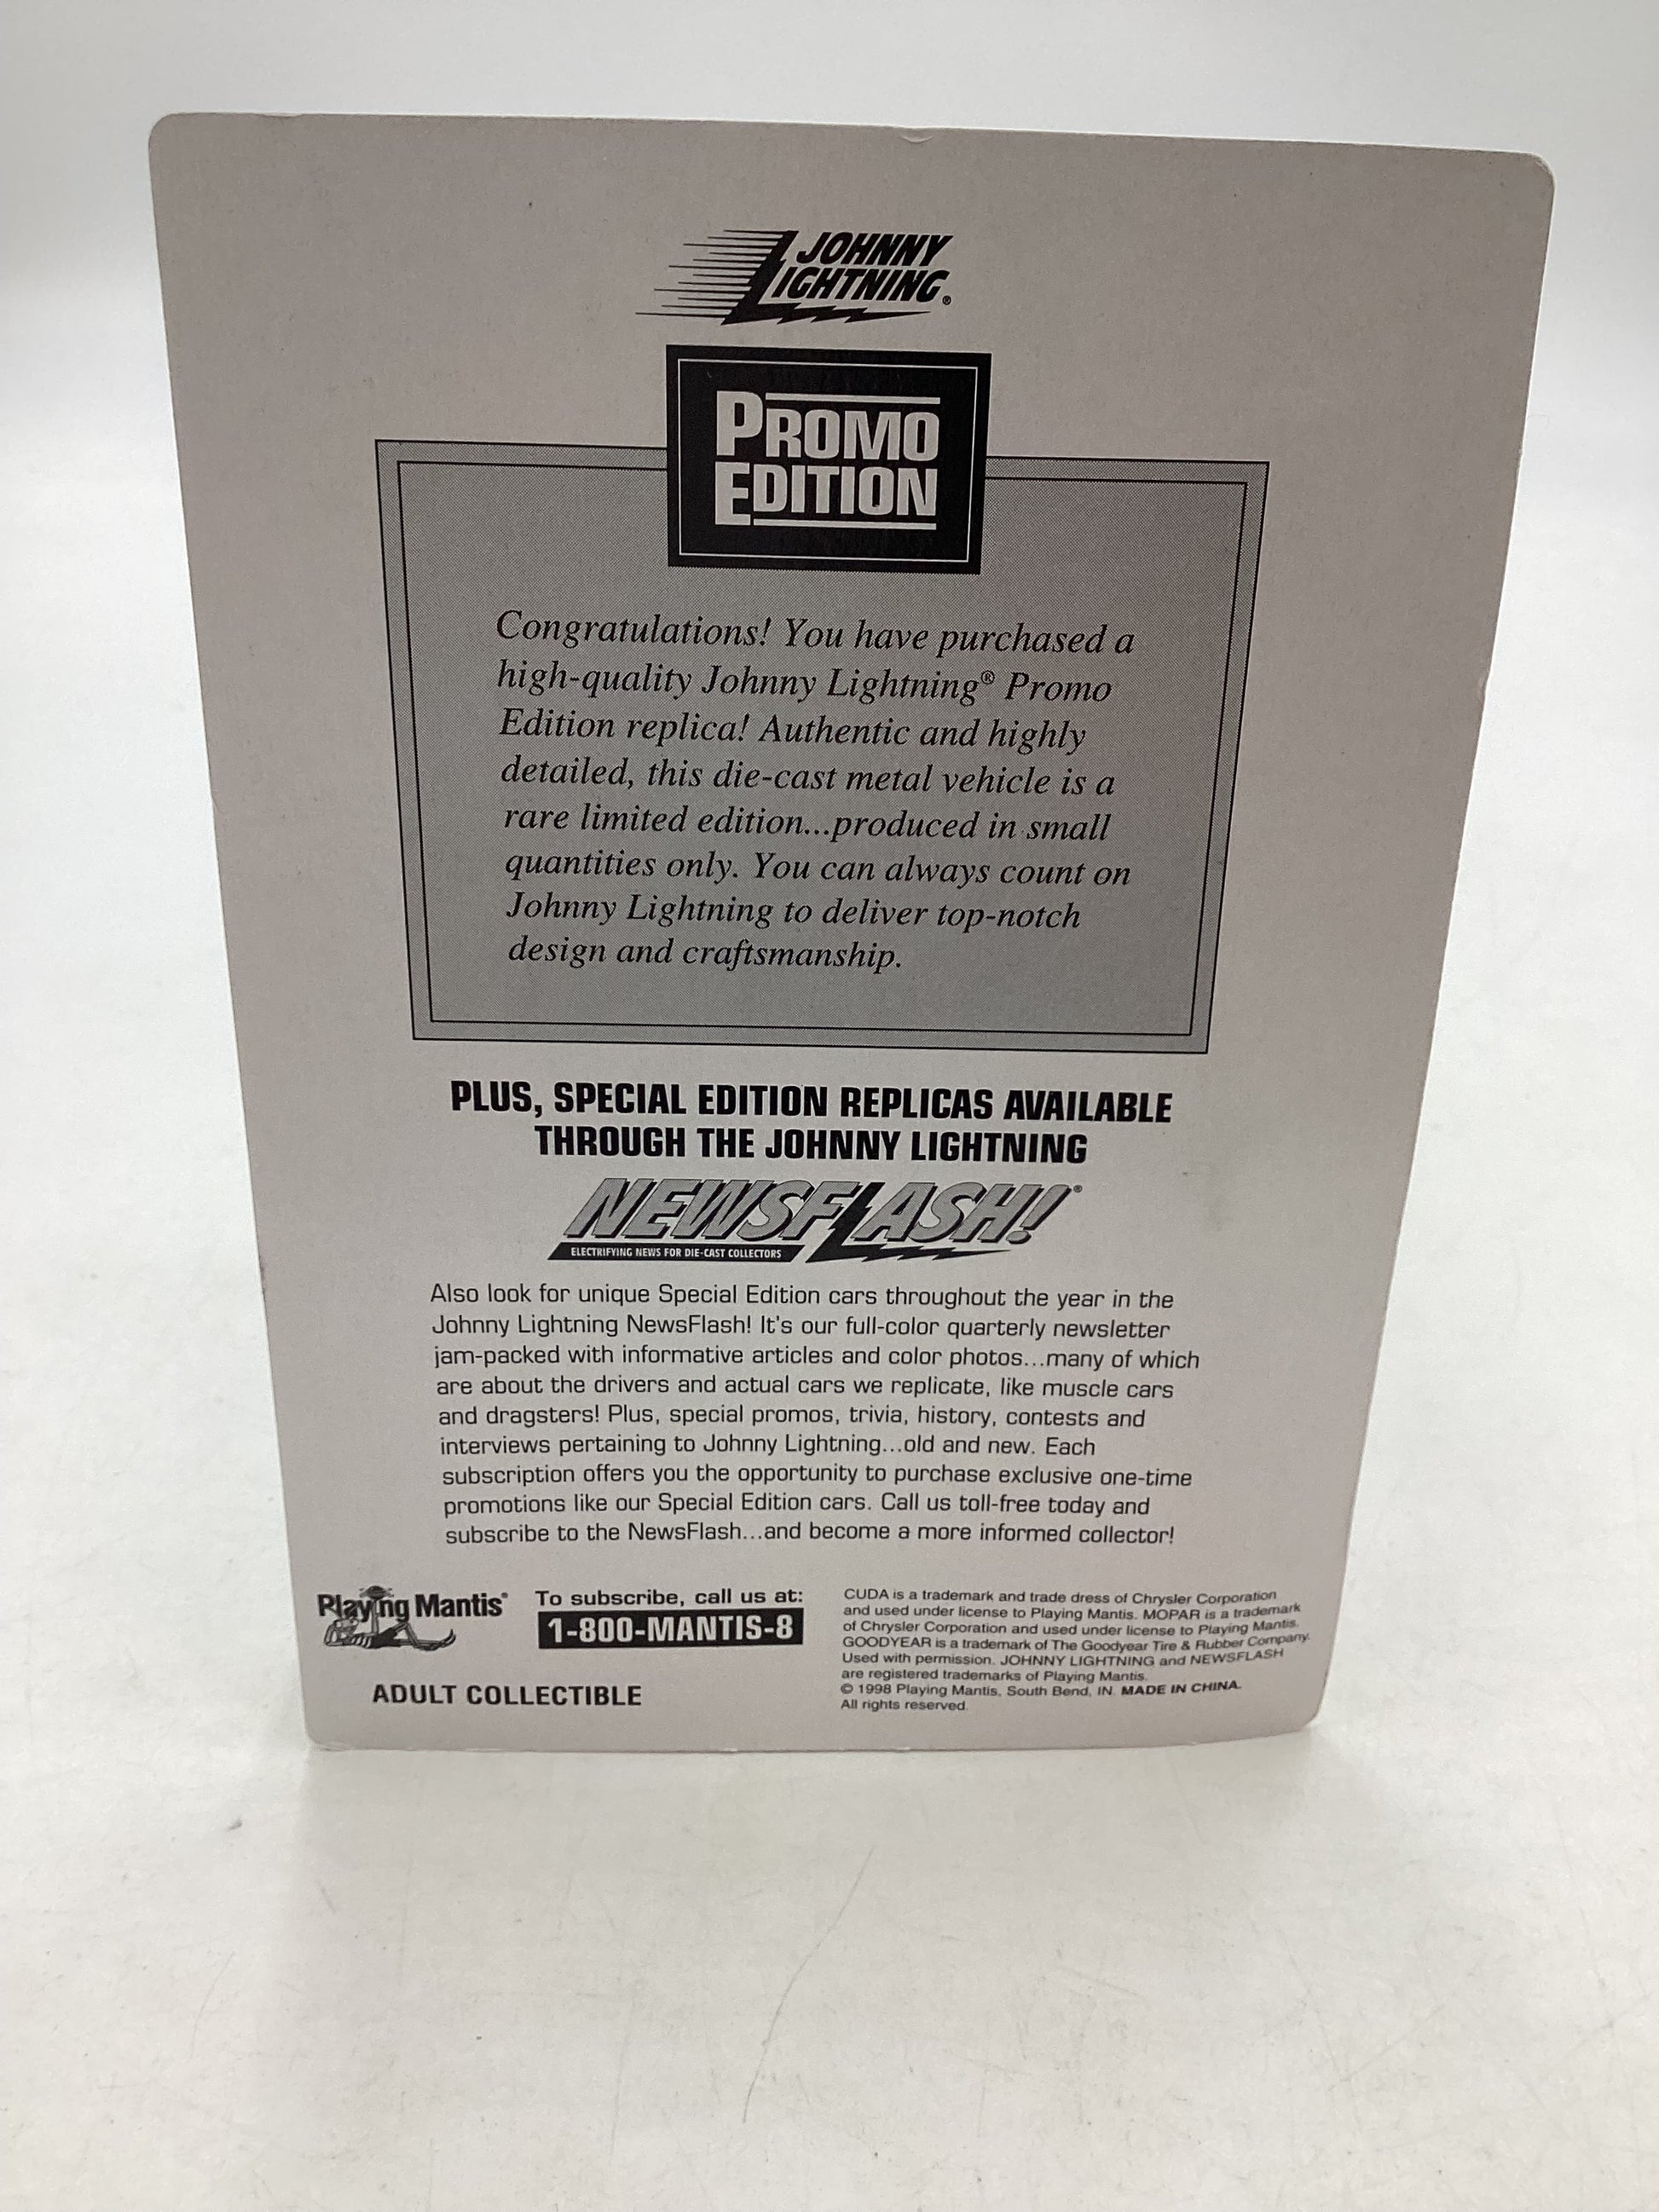 JOHNNY
LIGHTNING®
PROMO
EDITION
Congratulations! You have purchased a
high-quality Johnny Lightning® Promo
Edition replica! Authentic and highly
detailed, this die-cast metal vehicle is a
rare limited edition...produced in small
quantities only. You can always count on
Johnny Lightning to deliver top-notch
design and craftsmanship.
PLUS, SPECIAL EDITION REPLICAS AVAILABLE
THROUGH THE JOHNNY LIGHTNING
NEWSFLASH!®
ELECTRIFYING NEWS FOR DIE-CAST COLLECTORS
Also look for unique Special Edition cars throughout the year in the
Johnny Lightning NewsFlash! It's our full-color quarterly newsletter
jam-packed with informative articles and color photos...many of which
are about the drivers and actual cars we replicate, like muscle cars
and dragsters! Plus, special promos, trivia, history, contests and
interviews pertaining to Johnny Lightning...old and new. Each
subscription offers you the opportunity to purchase exclusive one-time
promotions like our Special Edition cars. Call us toll-free today and
subscribe to the NewsFlash...and become a more informed collector!
Playing Mantis®
To subscribe, call us at:
1-800-MANTIS-8
ADULT COLLECTIBLE
CUDA is a trademark and trade dress of Chrysler Corporation
and used under license to Playing Mantis. MOPAR is a trademark
of Chrysler Corporation and used under license to Playing Mantis.
GOODYEAR is a trademark of The Goodyear Tire & Rubber Company.
Used with permission. JOHNNY LIGHTNING and NEWSFLASH
are registered trademarks of Playing Mantis.
© 1998 Playing Mantis, South Bend, IN. MADE IN CHINA.
All rights reserved.